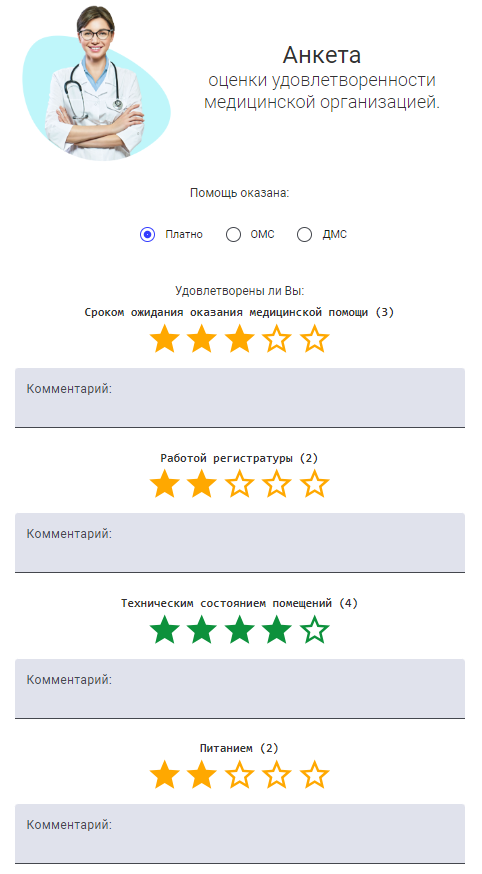 Анкета
оценки удовлетворенности
медицинской организацией.
Помощь оказана:
Платно ОМС ДМС
Удовлетворены ли Вы:
Сроком ожидания оказания медицинской помощи (3)
Комментарий:
Работой регистратуры (2)
Комментарий:
Техническим состоянием помещений (4)
Комментарий:
Питанием (2)
Комментарий: